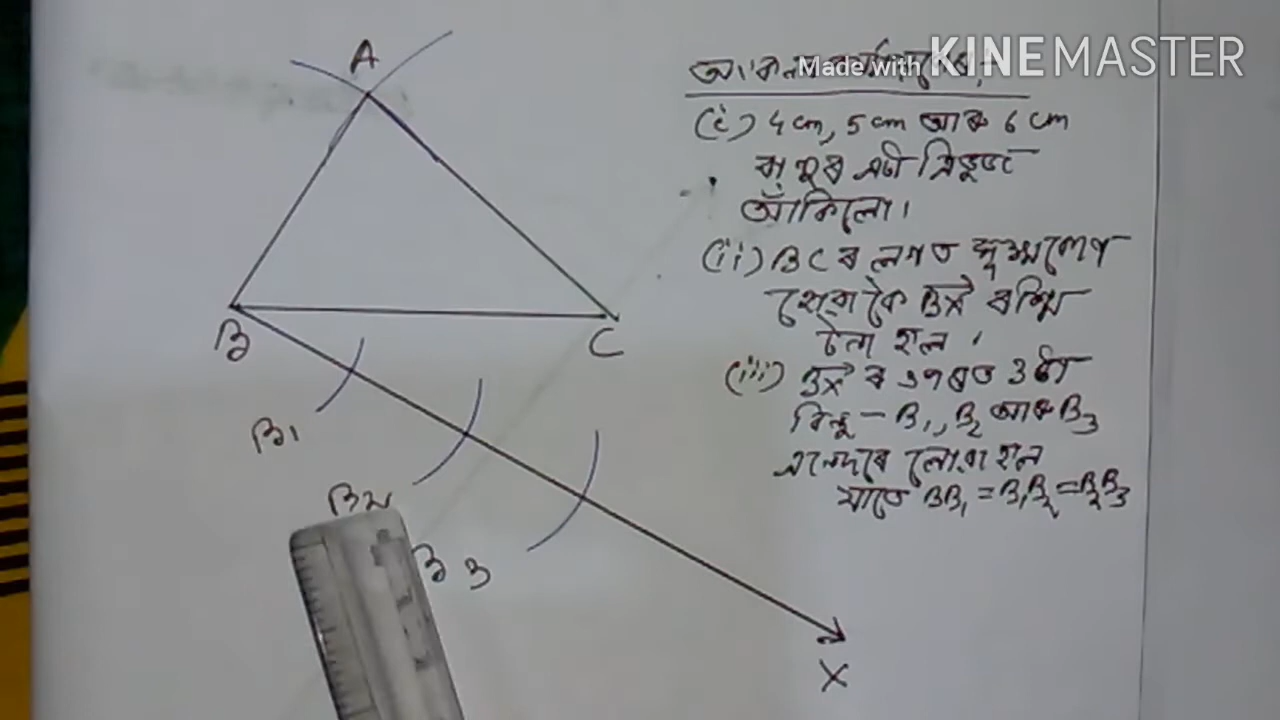 Made with KINEMASTER
A
(i) 4 cm, 5 cm আৰু 6 cm
বাহুৰ এটা ত্ৰিভুজ
আঁকিলো।
(ii) BC ৰ লগত সূক্ষ্মকোণ
কৈ BX ৰশ্মি
টনা হল।
B
C
(iii) BX ৰ ওপৰত 3 টা
বিন্দু - B₁, B₂ আৰু B₃
এনেদৰে লোৱা হল
যাতে BB₁ = B₁B₂ = B₂B₃
B₁
B₂
B₃
X